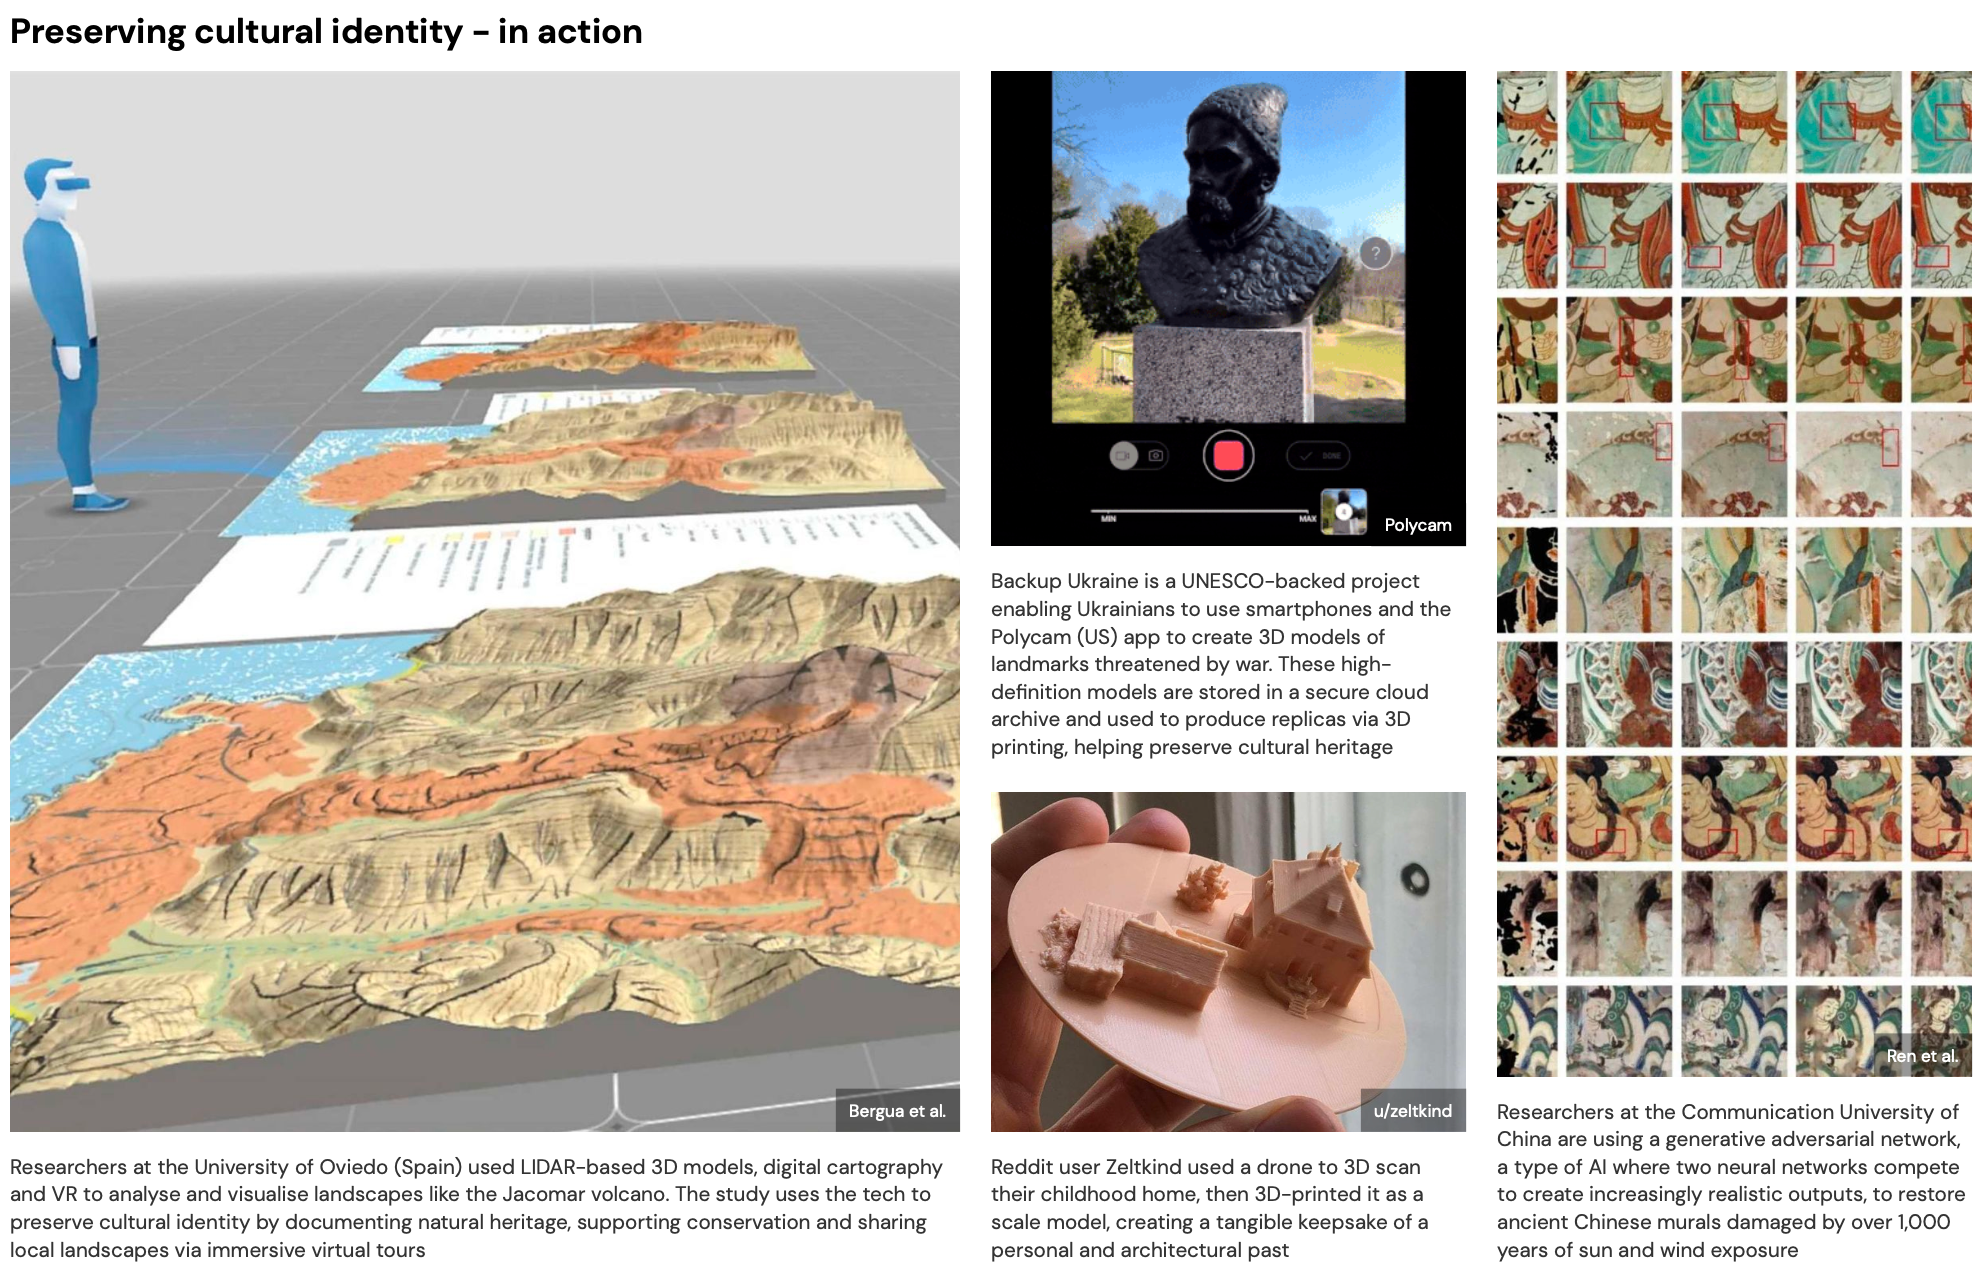 Preserving cultural identity – in action
Bergua et al.
Researchers at the University of Oviedo (Spain) used LIDAR-based 3D models, digital cartography
and VR to analyse and visualise landscapes like the Jacomar volcano. The study uses the tech to
preserve cultural identity by documenting natural heritage, supporting conservation and sharing
local landscapes via immersive virtual tours
?
DONE
MIN
MAX
Polycam
Backup Ukraine is a UNESCO-backed project
enabling Ukrainians to use smartphones and the
Polycam (US) app to create 3D models of
landmarks threatened by war. These high-
definition models are stored in a secure cloud
archive and used to produce replicas via 3D
printing, helping preserve cultural heritage
u/zeltkind
Reddit user Zeltkind used a drone to 3D scan
their childhood home, then 3D-printed it as a
scale model, creating a tangible keepsake of a
personal and architectural past
Ren et al.
Researchers at the Communication University of
China are using a generative adversarial network,
a type of AI where two neural networks compete
to create increasingly realistic outputs, to restore
ancient Chinese murals damaged by over 1,000
years of sun and wind exposure